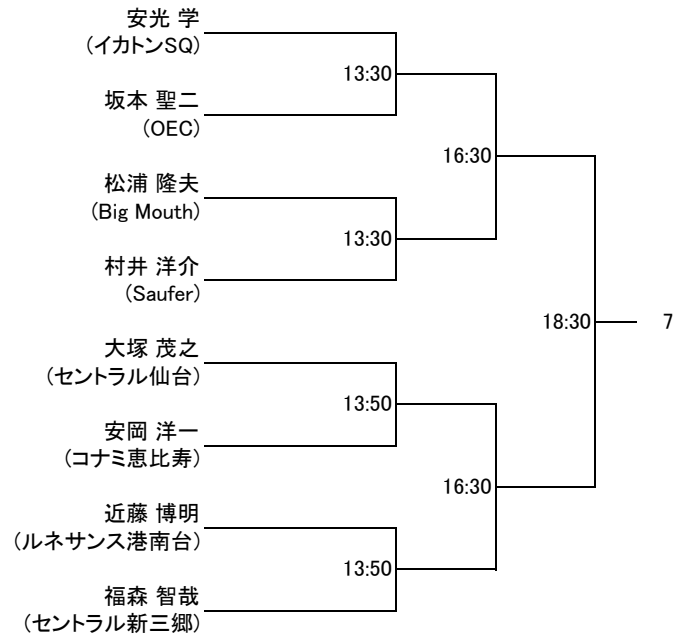 安光 学
(イカトンSQ)
13:30
坂本 聖二
(OEC)
16:30
松浦 隆夫
(Big Mouth)
13:30
村井 洋介
(Saufer)
18:30
7
大塚 茂之
(セントラル仙台)
13:50
安岡 洋一
(コナミ恵比寿)
16:30
近藤 博明
(ルネサンス港南台)
13:50
福森 智哉
(セントラル新三郷)